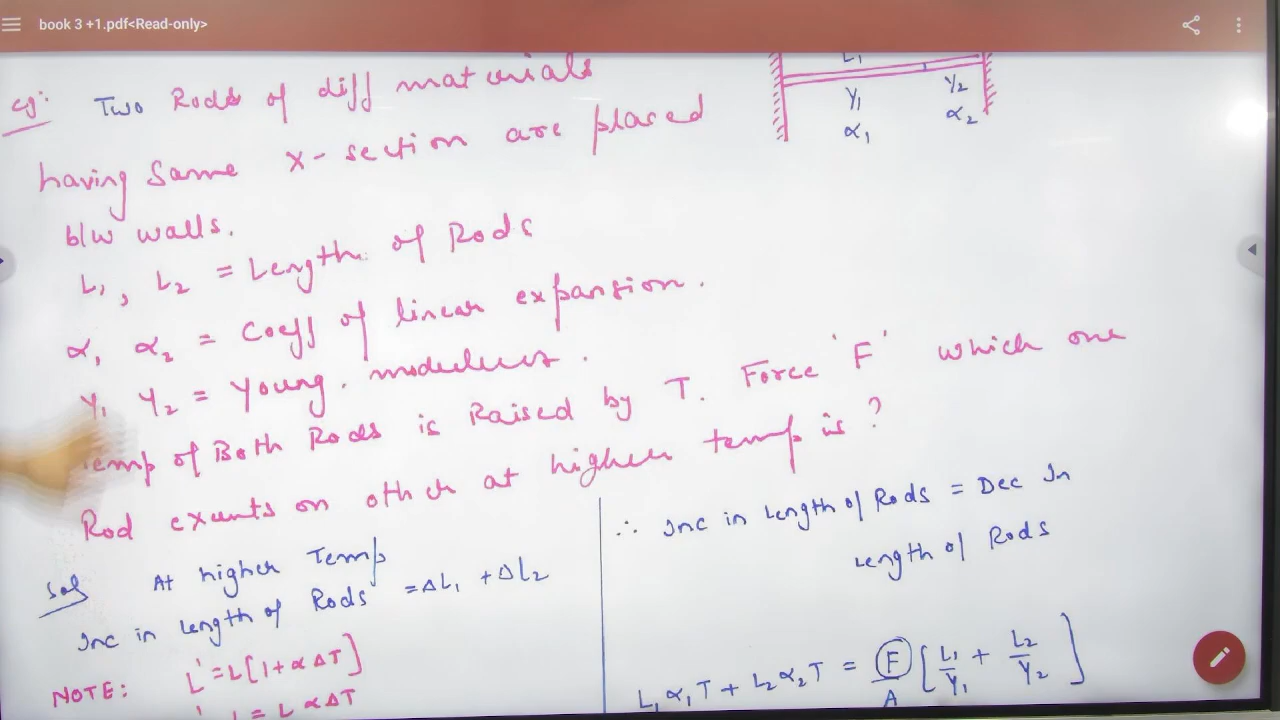 book 3 +1.pdf<Read-only>
L1
Y1 Y2
α1 α2
eg: Two Rods of diff materials
having Same X-section are placed
b/w walls.
L1, L2 = Length of Rods
α1 α2 = Coeff of linear expansion.
Y1 Y2 = Young. modulus.
Temp of Both Rods is Raised by T. Force 'F' which one
Rod exerts on other at higher temp is?
Sol At higher Temp
Inc in Length of Rods = ΔL1 + ΔL2
NOTE: L' = L[1+αΔT]
= LαΔT
∴ Inc in Length of Rods = Dec In
Length of Rods
L1α1T + L2α2T = F/A [L1/Y1 + L2/Y2]